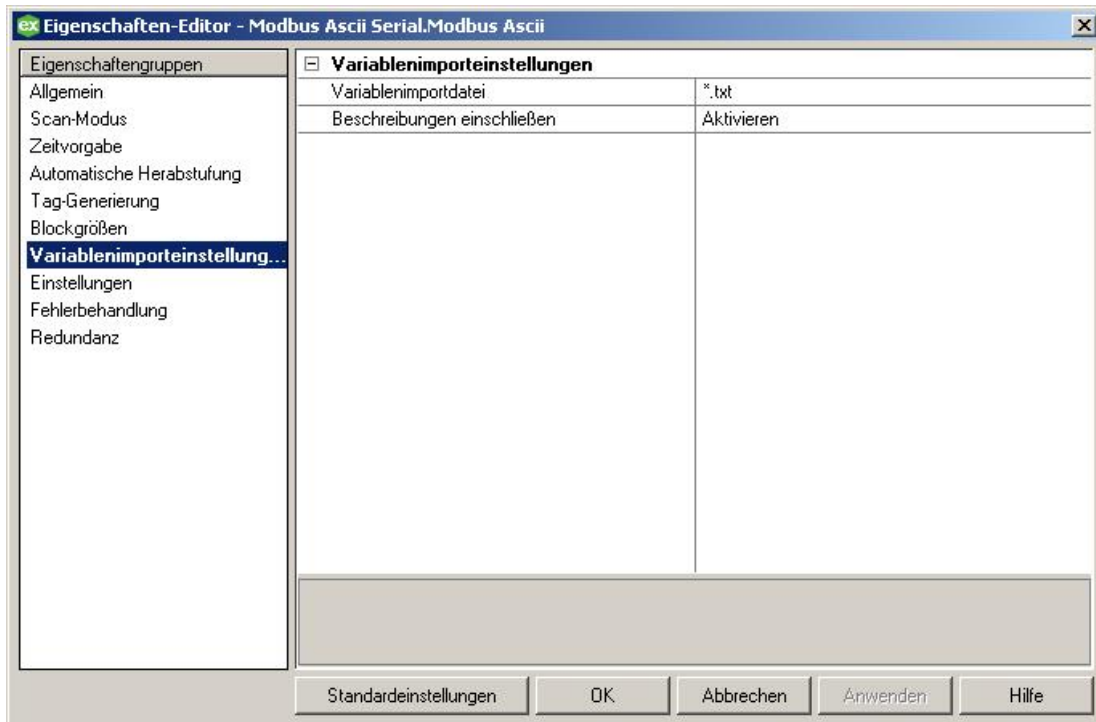 ex Eigenschaften-Editor - Modbus Ascii Serial.Modbus Ascii
Eigenschaftengruppen
Allgemein
Scan-Modus
Zeitvorgabe
Automatische Herabstufung
Tag-Generierung
Blockgrößen
Variablenimporteinstellung...
Einstellungen
Fehlerbehandlung
Redundanz
Variablenimporteinstellungen
Variablenimportdatei *.txt
Beschreibungen einschließen Aktivieren
Standardeinstellungen OK Abbrechen Anwenden Hilfe